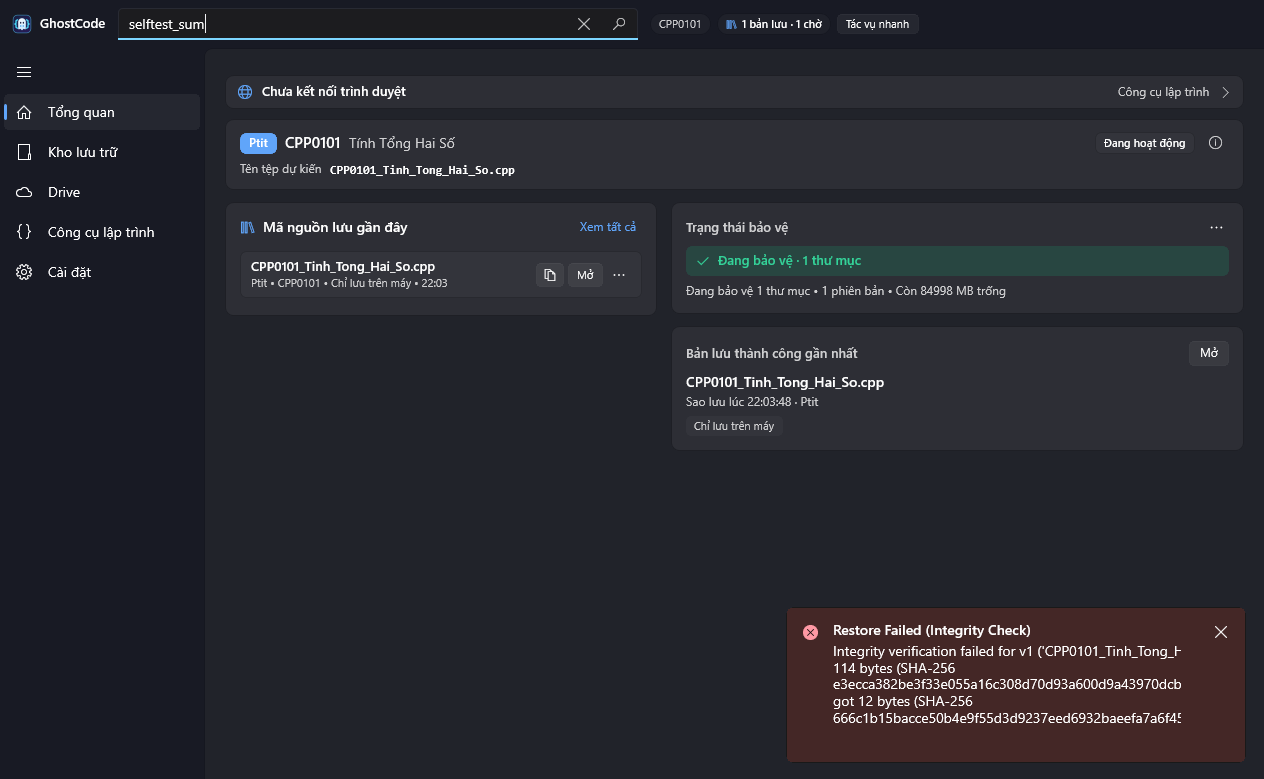 GhostCode
selftest_sum
CPP0101
1 bản lưu · 1 chờ
Tác vụ nhanh
Tổng quan
Kho lưu trữ
Drive
Công cụ lập trình
Cài đặt
Chưa kết nối trình duyệt
Công cụ lập trình
Ptit CPP0101 Tính Tổng Hai Số
Đang hoạt động
Tên tệp dự kiến CPP0101_Tinh_Tong_Hai_So.cpp
Mã nguồn lưu gần đây
Xem tất cả
CPP0101_Tinh_Tong_Hai_So.cpp
Ptit • CPP0101 • Chỉ lưu trên máy • 22:03
Mở
Trạng thái bảo vệ
Đang bảo vệ · 1 thư mục
Đang bảo vệ 1 thư mục • 1 phiên bản • Còn 84998 MB trống
Bản lưu thành công gần nhất
Mở
CPP0101_Tinh_Tong_Hai_So.cpp
Sao lưu lúc 22:03:48 · Ptit
Chỉ lưu trên máy
Restore Failed (Integrity Check)
Integrity verification failed for v1 ('CPP0101_Tinh_Tong_H
114 bytes (SHA-256
e3ecca382be3f33e055a16c308d70d93a600d9a43970dcb
got 12 bytes (SHA-256
666c1b15bacce50b4e9f55d3d9237eed6932baeefa7a6f45